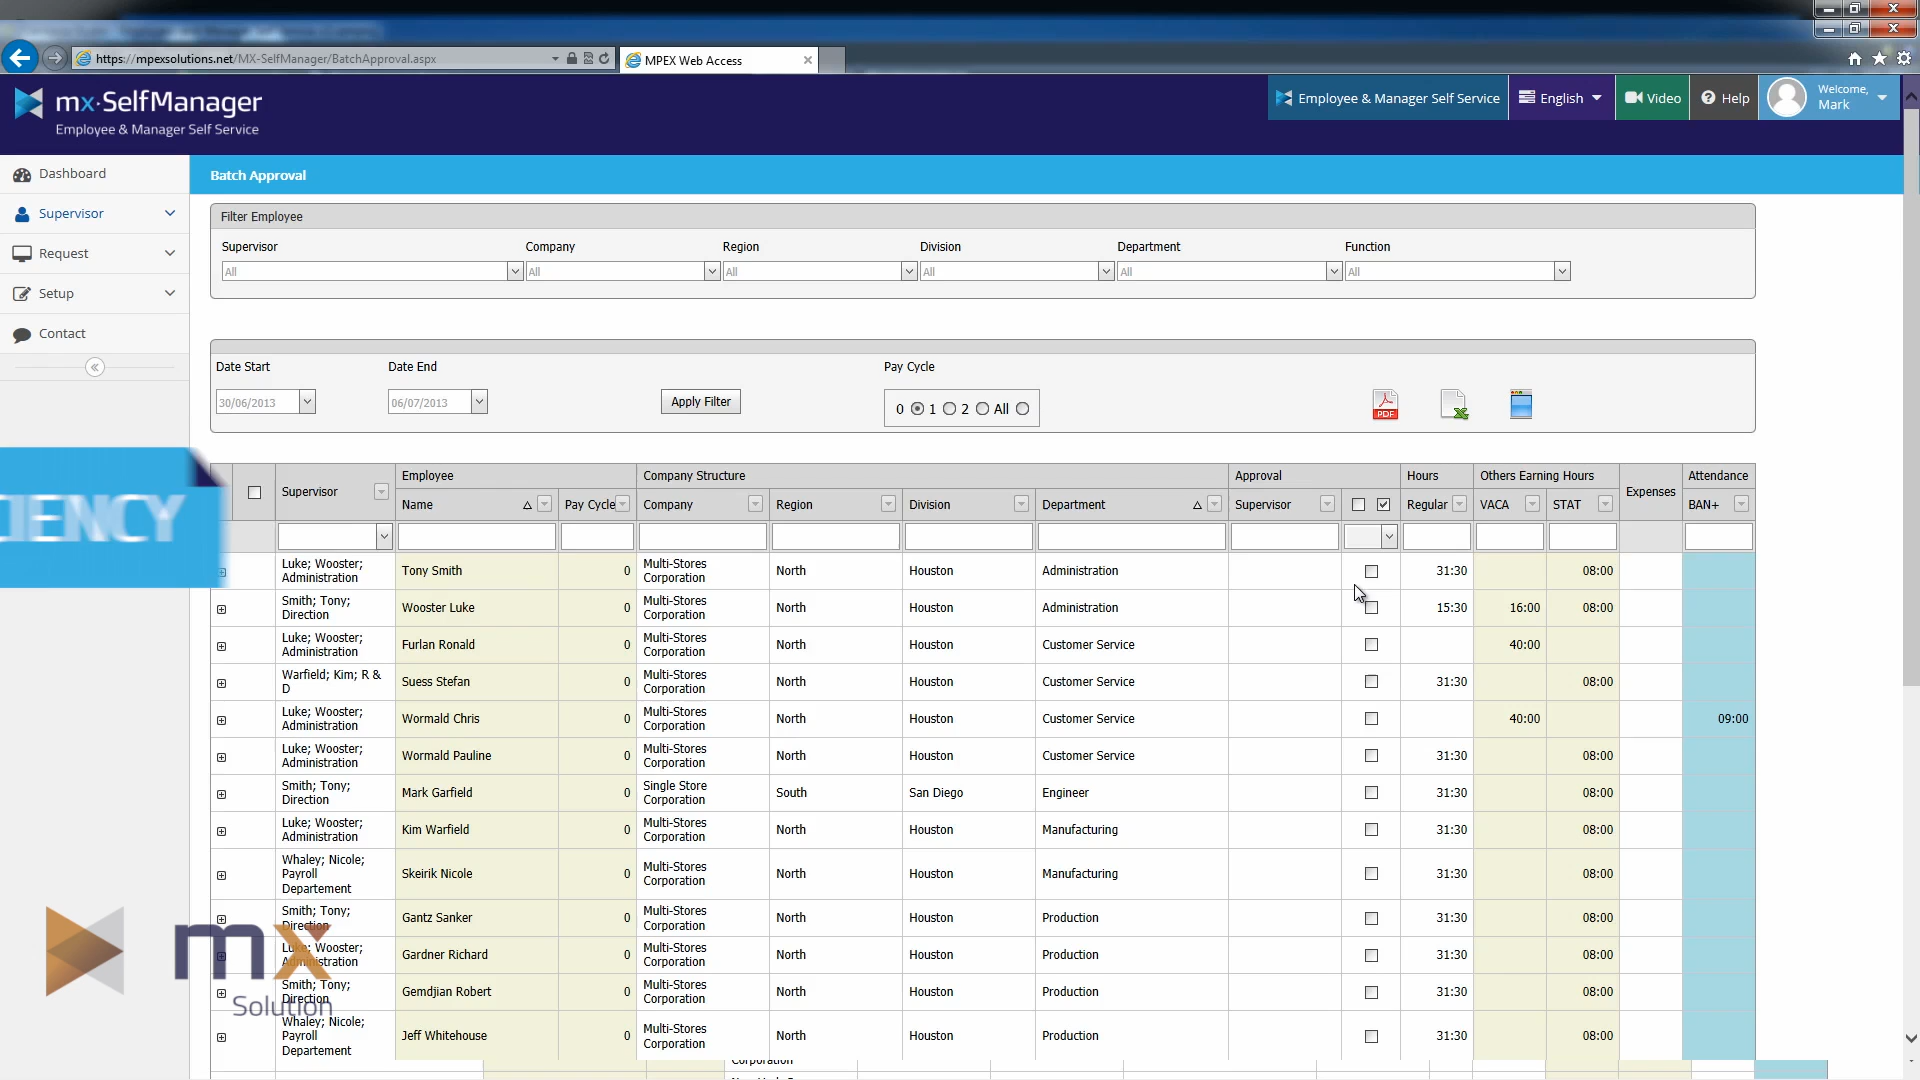 https://mpexsolutions.net/MX-SelfManager/BatchApproval.aspx
MPEX Web Access
mx·SelfManager
Employee & Manager Self Service
Employee & Manager Self Service
English
Video
Help
Welcome,
Mark
Dashboard
Supervisor
Request
Setup
Contact
Batch Approval
Filter Employee
Supervisor Company Region Division Department Function
All All All All All All
Date Start Date End Pay Cycle
30/06/2013 06/07/2013 Apply Filter 0 1 2 All
PDF
IENCY
Supervisor Employee Company Structure Approval Hours Others Earning Hours Expenses Attendance
Name Pay Cycle Company Region Division Department Supervisor Regular VACA STAT BAN+
Luke; Wooster;
Administration Tony Smith 0 Multi-Stores
Corporation North Houston Administration 31:30 08:00
Smith; Tony;
Direction Wooster Luke 0 Multi-Stores
Corporation North Houston Administration 15:30 16:00 08:00
Luke; Wooster;
Administration Furlan Ronald 0 Multi-Stores
Corporation North Houston Customer Service 40:00
Warfield; Kim; R &
D Suess Stefan 0 Multi-Stores
Corporation North Houston Customer Service 31:30 08:00
Luke; Wooster;
Administration Wormald Chris 0 Multi-Stores
Corporation North Houston Customer Service 40:00 09:00
Luke; Wooster;
Administration Wormald Pauline 0 Multi-Stores
Corporation North Houston Customer Service 31:30 08:00
Smith; Tony;
Direction Mark Garfield 0 Single Store
Corporation South San Diego Engineer 31:30 08:00
Luke; Wooster;
Administration Kim Warfield 0 Multi-Stores
Corporation North Houston Manufacturing 31:30 08:00
Whaley; Nicole;
Payroll
Departement Skeirik Nicole 0 Multi-Stores
Corporation North Houston Manufacturing 31:30 08:00
Smith; Tony;
Direction Gantz Sanker 0 Multi-Stores
Corporation North Houston Production 31:30 08:00
Luke; Wooster;
Administration Gardner Richard 0 Multi-Stores
Corporation North Houston Production 31:30 08:00
Smith; Tony;
Direction Gemdjian Robert 0 Multi-Stores
Corporation North Houston Production 31:30 08:00
Whaley; Nicole;
Payroll
Departement Jeff Whitehouse 0 Multi-Stores
Corporation North Houston Production 31:30 08:00
Corporation
mx
Solution